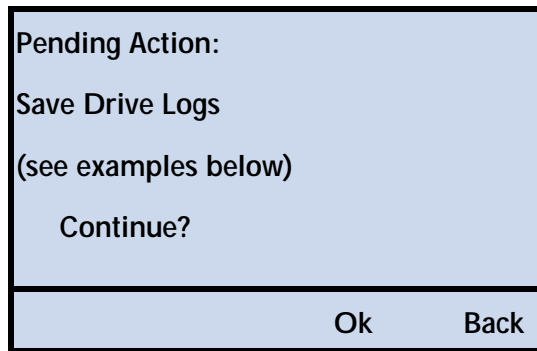 Pending Action:
Save Drive Logs
(see examples below)
Continue?
Ok Back